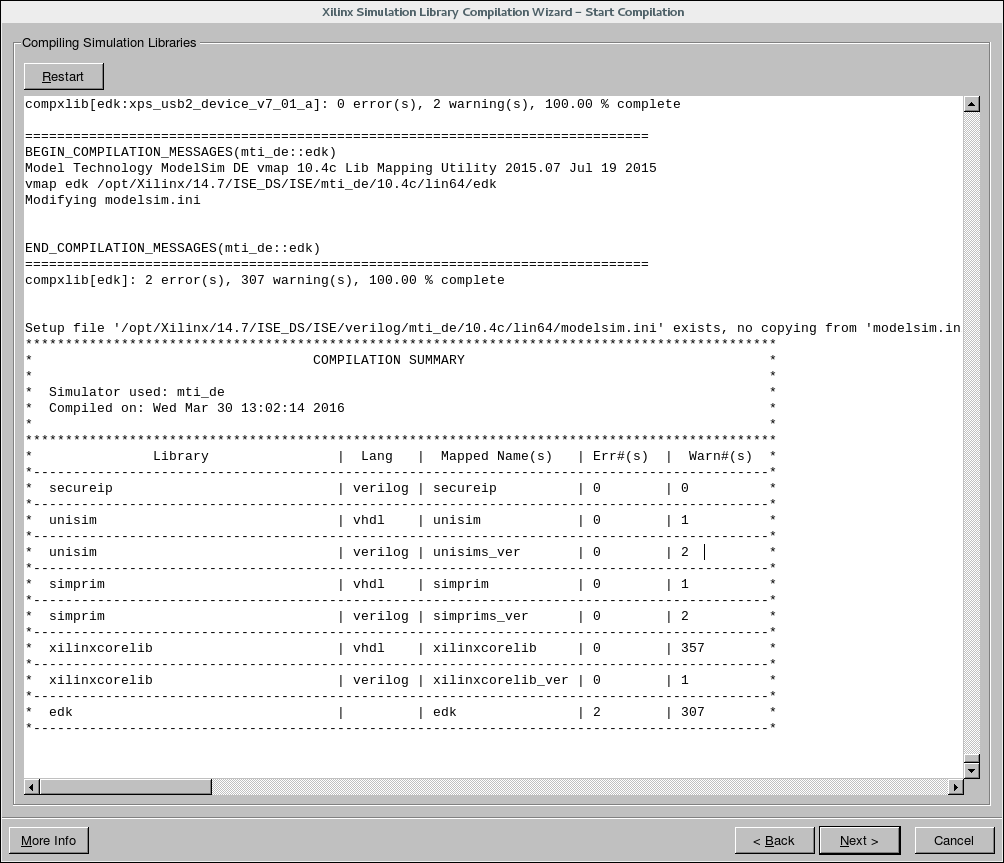 Xilinx Simulation Library Compilation Wizard – Start Compilation
Compiling Simulation Libraries
Restart
compxlib[edk:xps_usb2_device_v7_01_a]: 0 error(s), 2 warning(s), 100.00 % complete
==============================================================================
BEGIN_COMPILATION_MESSAGES(mti_de::edk)
Model Technology ModelSim DE vmap 10.4c Lib Mapping Utility 2015.07 Jul 19 2015
vmap edk /opt/Xilinx/14.7/ISE_DS/ISE/mti_de/10.4c/lin64/edk
Modifying modelsim.ini
END_COMPILATION_MESSAGES(mti_de::edk)
==============================================================================
compxlib[edk]: 2 error(s), 307 warning(s), 100.00 % complete
Setup file '/opt/Xilinx/14.7/ISE_DS/ISE/verilog/mti_de/10.4c/lin64/modelsim.ini' exists, no copying from 'modelsim.in
**********************************************************************************************
*                                   COMPILATION SUMMARY                                      *
*                                                                                            *
*  Simulator used: mti_de                                                                    *
*  Compiled on: Wed Mar 30 13:02:14 2016                                                     *
*                                                                                            *
**********************************************************************************************
*               Library                |  Lang   |  Mapped Name(s)   | Err#(s)  |  Warn#(s)  *
*--------------------------------------------------------------------------------------------*
*  secureip                            | verilog | secureip          | 0        | 0          *
*--------------------------------------------------------------------------------------------*
*  unisim                              | vhdl    | unisim            | 0        | 1          *
*--------------------------------------------------------------------------------------------*
*  unisim                              | verilog | unisims_ver       | 0        | 2          *
*--------------------------------------------------------------------------------------------*
*  simprim                             | vhdl    | simprim           | 0        | 1          *
*--------------------------------------------------------------------------------------------*
*  simprim                             | verilog | simprims_ver      | 0        | 2          *
*--------------------------------------------------------------------------------------------*
*  xilinxcorelib                       | vhdl    | xilinxcorelib     | 0        | 357        *
*--------------------------------------------------------------------------------------------*
*  xilinxcorelib                       | verilog | xilinxcorelib_ver | 0        | 1          *
*--------------------------------------------------------------------------------------------*
*  edk                                 |         | edk               | 2        | 307        *
*--------------------------------------------------------------------------------------------*
More Info
< Back
Next >
Cancel